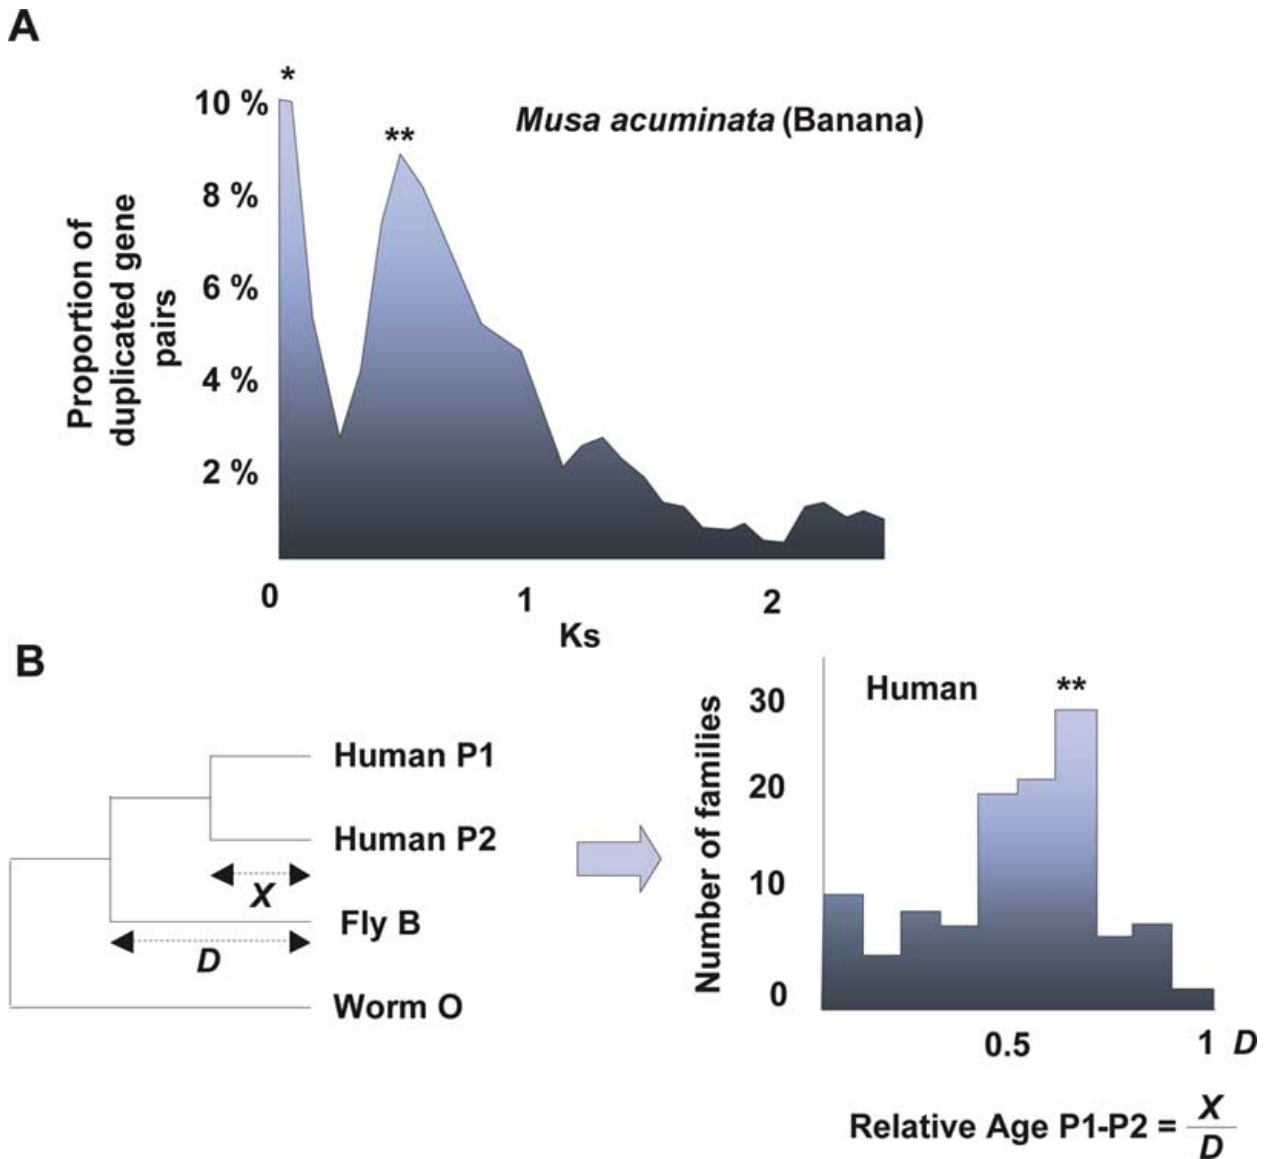 A
*
10 %
**
Musa acuminata (Banana)
8 %
6 %
4 %
2 %
Proportion of
duplicated gene
pairs
0
1
2
Ks
B
Human P1
Human P2
X
Fly B
D
Worm O
Human
**
30
20
10
0
Number of families
0.5
1 D
Relative Age P1-P2 = X
D